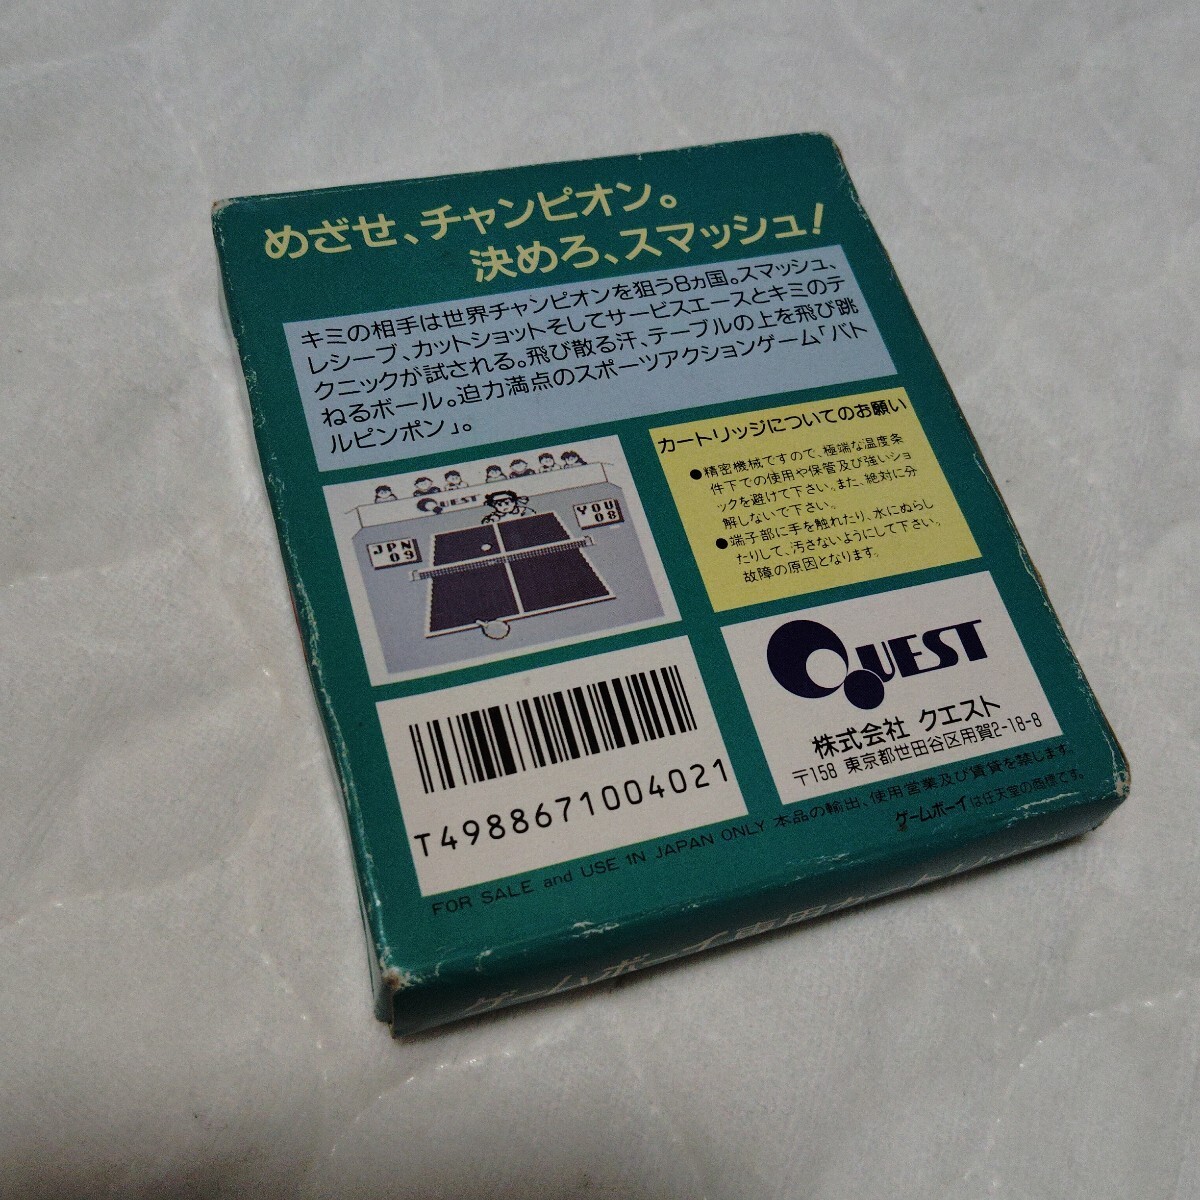 めざせ、チャンピオン。
決めろ、スマッシュ!
キミの相手は世界チャンピオンを狙う8ヵ国。スマッシュ、
レシーブ、カットショットそしてサービスエースとキミのテ
クニックが試される。飛び散る汗、テーブルの上を飛び跳
ねるボール。迫力満点のスポーツアクションゲーム「バト
ルピンポン」。
QUEST
JPN
09
YOU
08
カートリッジについてのお願い
●精密機械ですので、極端な温度条
件下での使用や保管及び強いショ
ックを避けて下さい。また、絶対に分
解しないで下さい。
●端子部に手を触れたり、水にぬらし
たりして、汚さないようにして下さい。
故障の原因となります。
QUEST
株式会社 クエスト
〒158 東京都世田谷区用賀2-18-8
T4988671004021
FOR SALE and USE IN JAPAN ONLY 本品の輸出、使用営業及び賃貸を禁じます。
ゲームボーイは任天堂の商標です。
ゲームボーイ専用カートリッジ